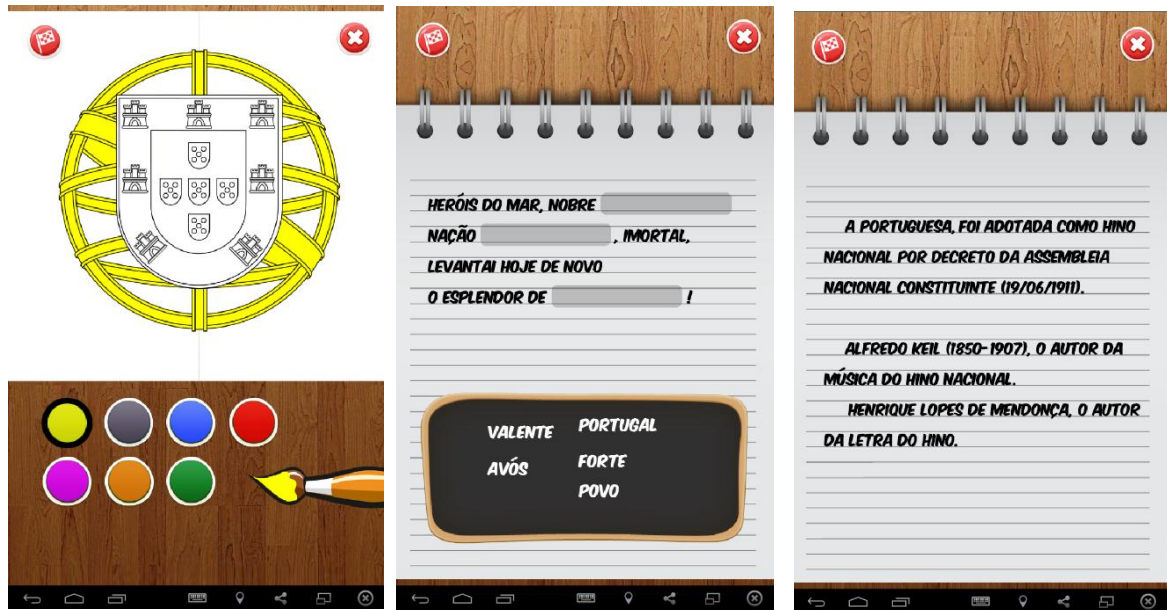 HERÓIS DO MAR, NOBRE
NAÇÃO , IMORTAL,
LEVANTAI HOJE DE NOVO
O ESPLENDOR DE !
VALENTE PORTUGAL
AVÓS FORTE
POVO
A PORTUGUESA, FOI ADOTADA COMO HINO
NACIONAL POR DECRETO DA ASSEMBLEIA
NACIONAL CONSTITUINTE (19/06/1911).
ALFREDO KEIL (1850-1907), O AUTOR DA
MÚSICA DO HINO NACIONAL.
HENRIQUE LOPES DE MENDONÇA, O AUTOR
DA LETRA DO HINO.